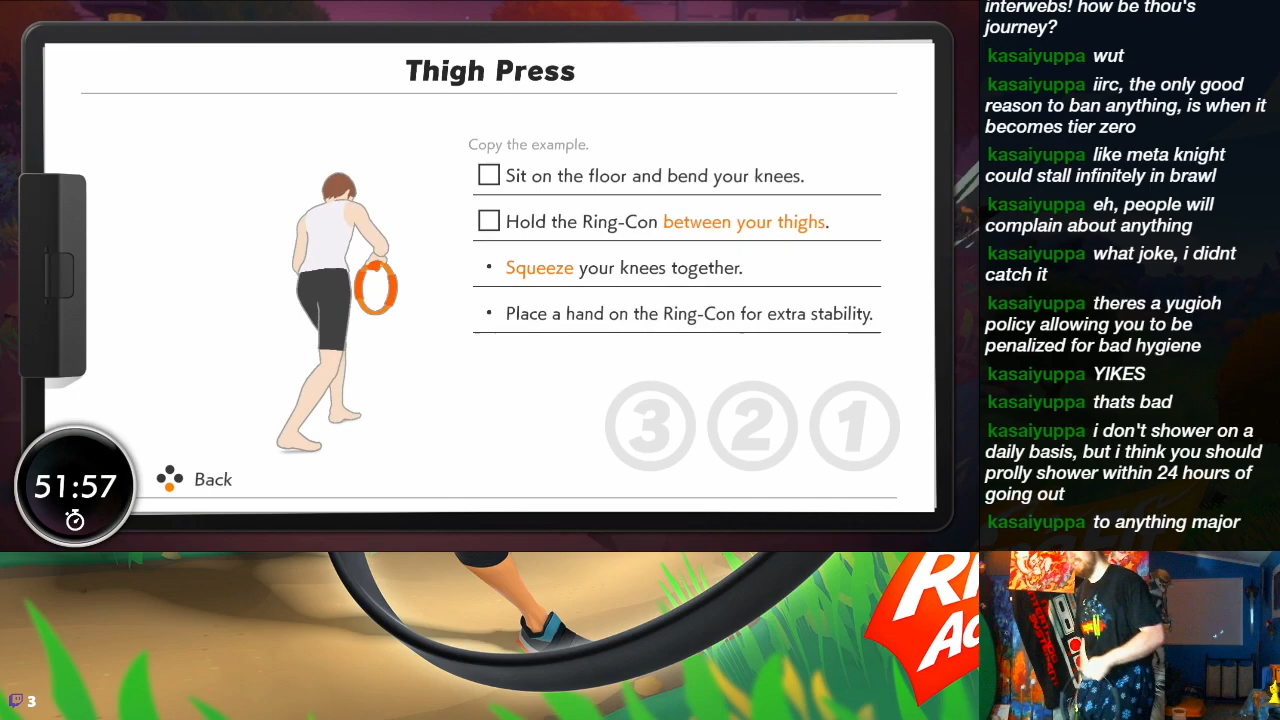 Thigh Press
Copy the example.
Sit on the floor and bend your knees.
Hold the Ring-Con between your thighs.
• Squeeze your knees together.
• Place a hand on the Ring-Con for extra stability.
3 2 1
51:57
Back
interwebs! how be thou's
journey?
kasaiyuppa wut
kasaiyuppa iirc, the only good
reason to ban anything, is when it
becomes tier zero
kasaiyuppa like meta knight
could stall infinitely in brawl
kasaiyuppa eh, people will
complain about anything
kasaiyuppa what joke, i didnt
catch it
kasaiyuppa theres a yugioh
policy allowing you to be
penalized for bad hygiene
kasaiyuppa YIKES
kasaiyuppa thats bad
kasaiyuppa i don't shower on a
daily basis, but i think you should
prolly shower within 24 hours of
going out
kasaiyuppa to anything major
3